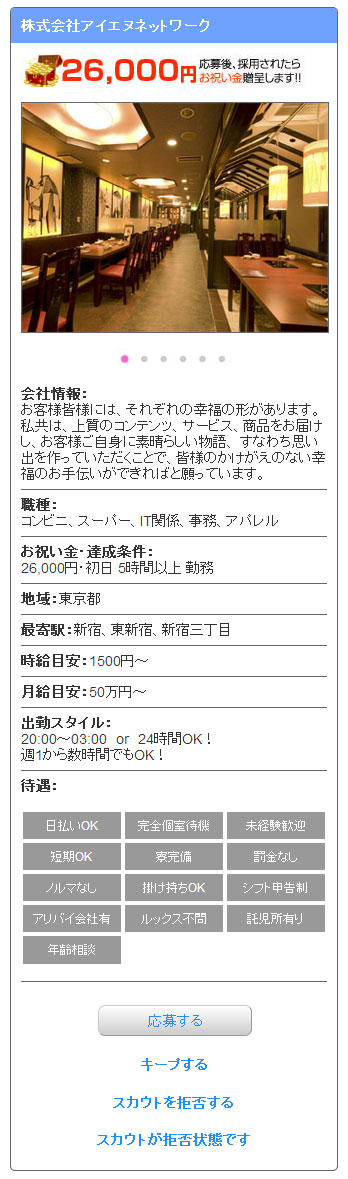 株式会社アイエヌネットワーク
26,000円 応募後、採用されたら
お祝い金贈呈します!!
会社情報：
お客様皆様には、それぞれの幸福の形があります。
私共は、上質のコンテンツ、サービス、商品をお届け
し、お客様ご自身に素晴らしい物語、すなわち思い
出を作っていただくことで、皆様のかけがえのない幸
福のお手伝いができればと願っています。
職種：
コンビニ、スーパー、IT関係、事務、アパレル
お祝い金・達成条件：
26,000円・初日 5時間以上 勤務
地域：東京都
最寄駅：新宿、東新宿、新宿三丁目
時給目安：1500円～
月給目安：50万円～
出勤スタイル：
20:00～03:00 or 24時間OK！
週1から数時間でもOK！
待遇：
日払いOK 完全個室待機 未経験歓迎
短期OK 寮完備 罰金なし
ノルマなし 掛け持ちOK シフト申告制
アリバイ会社有 ルックス不問 託児所有り
年齢相談
応募する
キープする
スカウトを拒否する
スカウトが拒否状態です